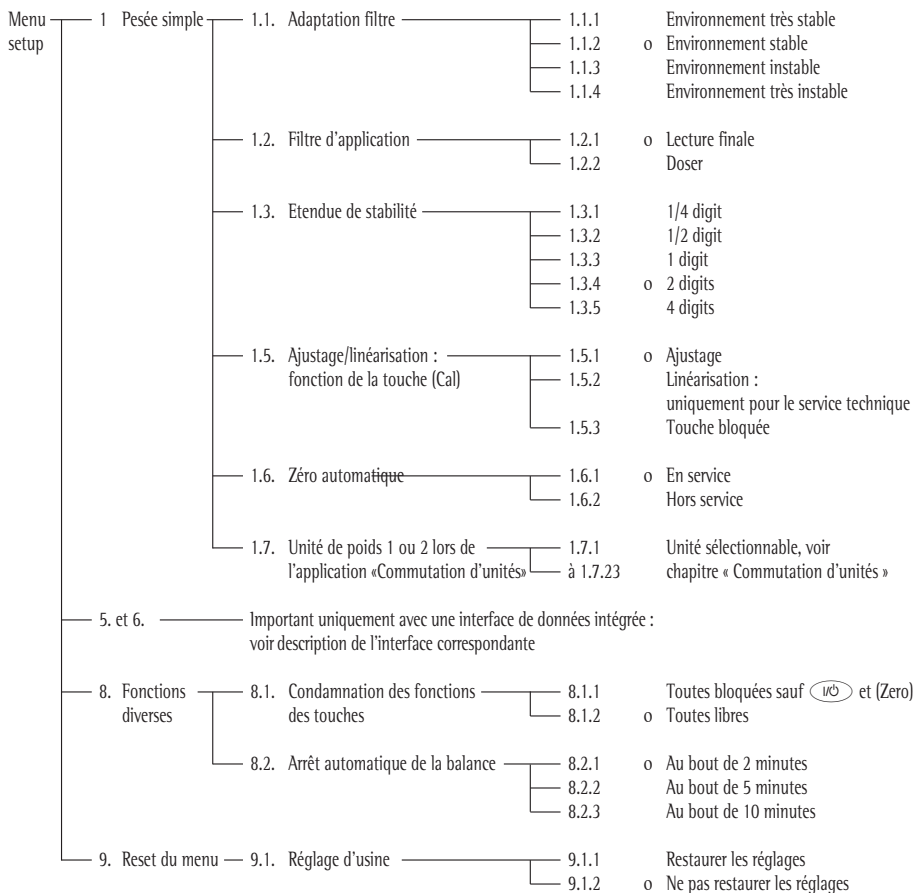 Menu setup 1 Pesée simple 1.1. Adaptation filtre 1.1.1 Environnement très stable
1.1.2 o Environnement stable
1.1.3 Environnement instable
1.1.4 Environnement très instable
1.2. Filtre d'application 1.2.1 o Lecture finale
1.2.2 Doser
1.3. Etendue de stabilité 1.3.1 1/4 digit
1.3.2 1/2 digit
1.3.3 1 digit
1.3.4 o 2 digits
1.3.5 4 digits
1.5. Ajustage/linéarisation : 1.5.1 o Ajustage
fonction de la touche (Cal) 1.5.2 Linéarisation :
uniquement pour le service technique
1.5.3 Touche bloquée
1.6. Zéro automatique 1.6.1 o En service
1.6.2 Hors service
1.7. Unité de poids 1 ou 2 lors de 1.7.1 Unité sélectionnable, voir
l'application «Commutation d'unités» à 1.7.23 chapitre « Commutation d'unités »
5. et 6. Important uniquement avec une interface de données intégrée :
voir description de l'interface correspondante
8. Fonctions 8.1. Condamnation des fonctions 8.1.1 Toutes bloquées sauf I/⏻ et (Zero)
diverses des touches 8.1.2 o Toutes libres
8.2. Arrêt automatique de la balance 8.2.1 o Au bout de 2 minutes
8.2.2 Au bout de 5 minutes
8.2.3 Au bout de 10 minutes
9. Reset du menu 9.1. Réglage d'usine 9.1.1 Restaurer les réglages
9.1.2 o Ne pas restaurer les réglages